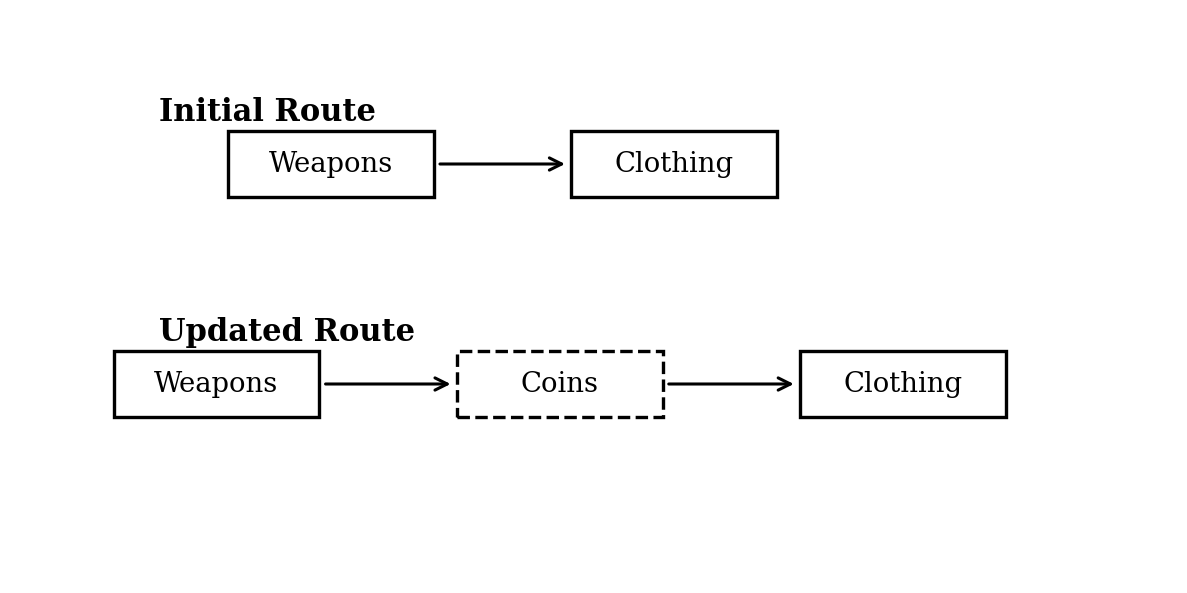 Initial Route
Weapons Clothing
Updated Route
Weapons Coins Clothing